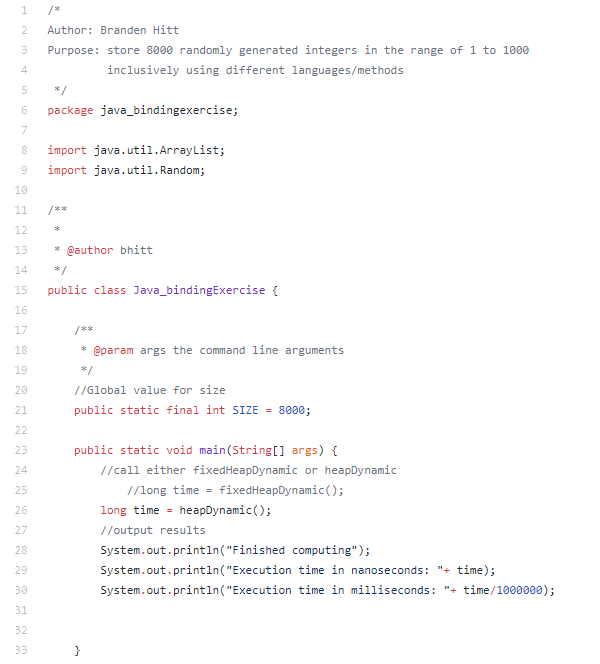 1 /*
2 Author: Branden Hitt
3 Purpose: store 8000 randomly generated integers in the range of 1 to 1000
4          inclusively using different languages/methods
5  */
6 package java_bindingexercise;
7
8 import java.util.ArrayList;
9 import java.util.Random;
10
11 /**
12  *
13  * @author bhitt
14  */
15 public class Java_bindingExercise {
16
17     /**
18      * @param args the command line arguments
19      */
20     //Global value for size
21     public static final int SIZE = 8000;
22
23     public static void main(String[] args) {
24         //call either fixedHeapDynamic or heapDynamic
25             //long time = fixedHeapDynamic();
26         long time = heapDynamic();
27         //output results
28         System.out.println("Finished computing");
29         System.out.println("Execution time in nanoseconds: "+ time);
30         System.out.println("Execution time in milliseconds: "+ time/1000000);
31
32
33     }